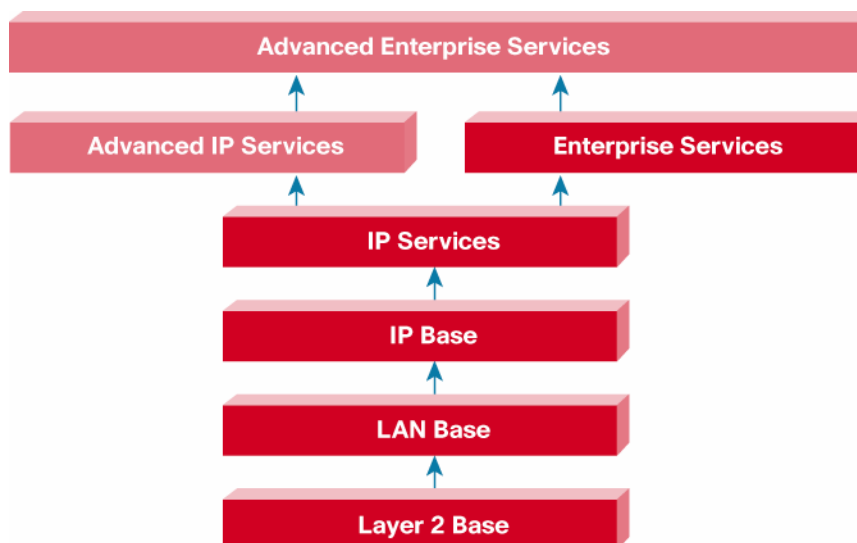 Advanced Enterprise Services
Advanced IP Services
Enterprise Services
IP Services
IP Base
LAN Base
Layer 2 Base